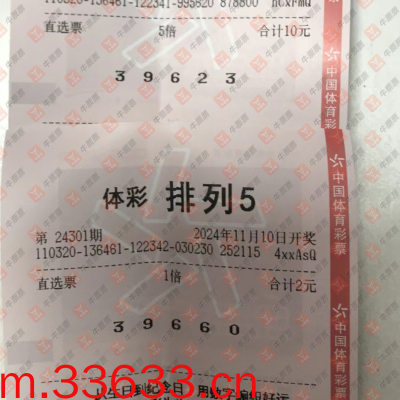 110320-136461-122341-995620 878800 hCxFmQ
直选票 5倍 合计10元
3 9 6 2 3
中国体育彩票
体彩 排列5
第 24301期 2024年11月10日开奖
110320-136461-122342-030230 252115 4xxAsQ
直选票 1倍 合计2元
3 9 6 6 0
中国体育彩票
m.33633.cn